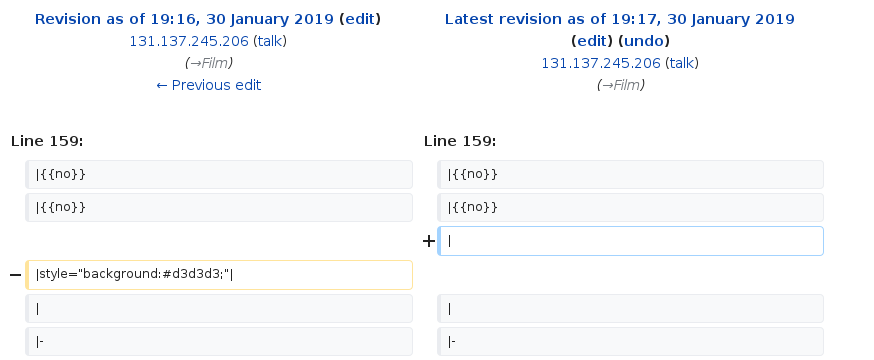 Revision as of 19:16, 30 January 2019 (edit)
131.137.245.206 (talk)
(→Film)
← Previous edit
Latest revision as of 19:17, 30 January 2019
(edit) (undo)
131.137.245.206 (talk)
(→Film)
Line 159:
Line 159:
|{{no}}
|{{no}}
|{{no}}
|{{no}}
+ |
− |style="background:#d3d3d3;"|
|
|
|-
|-